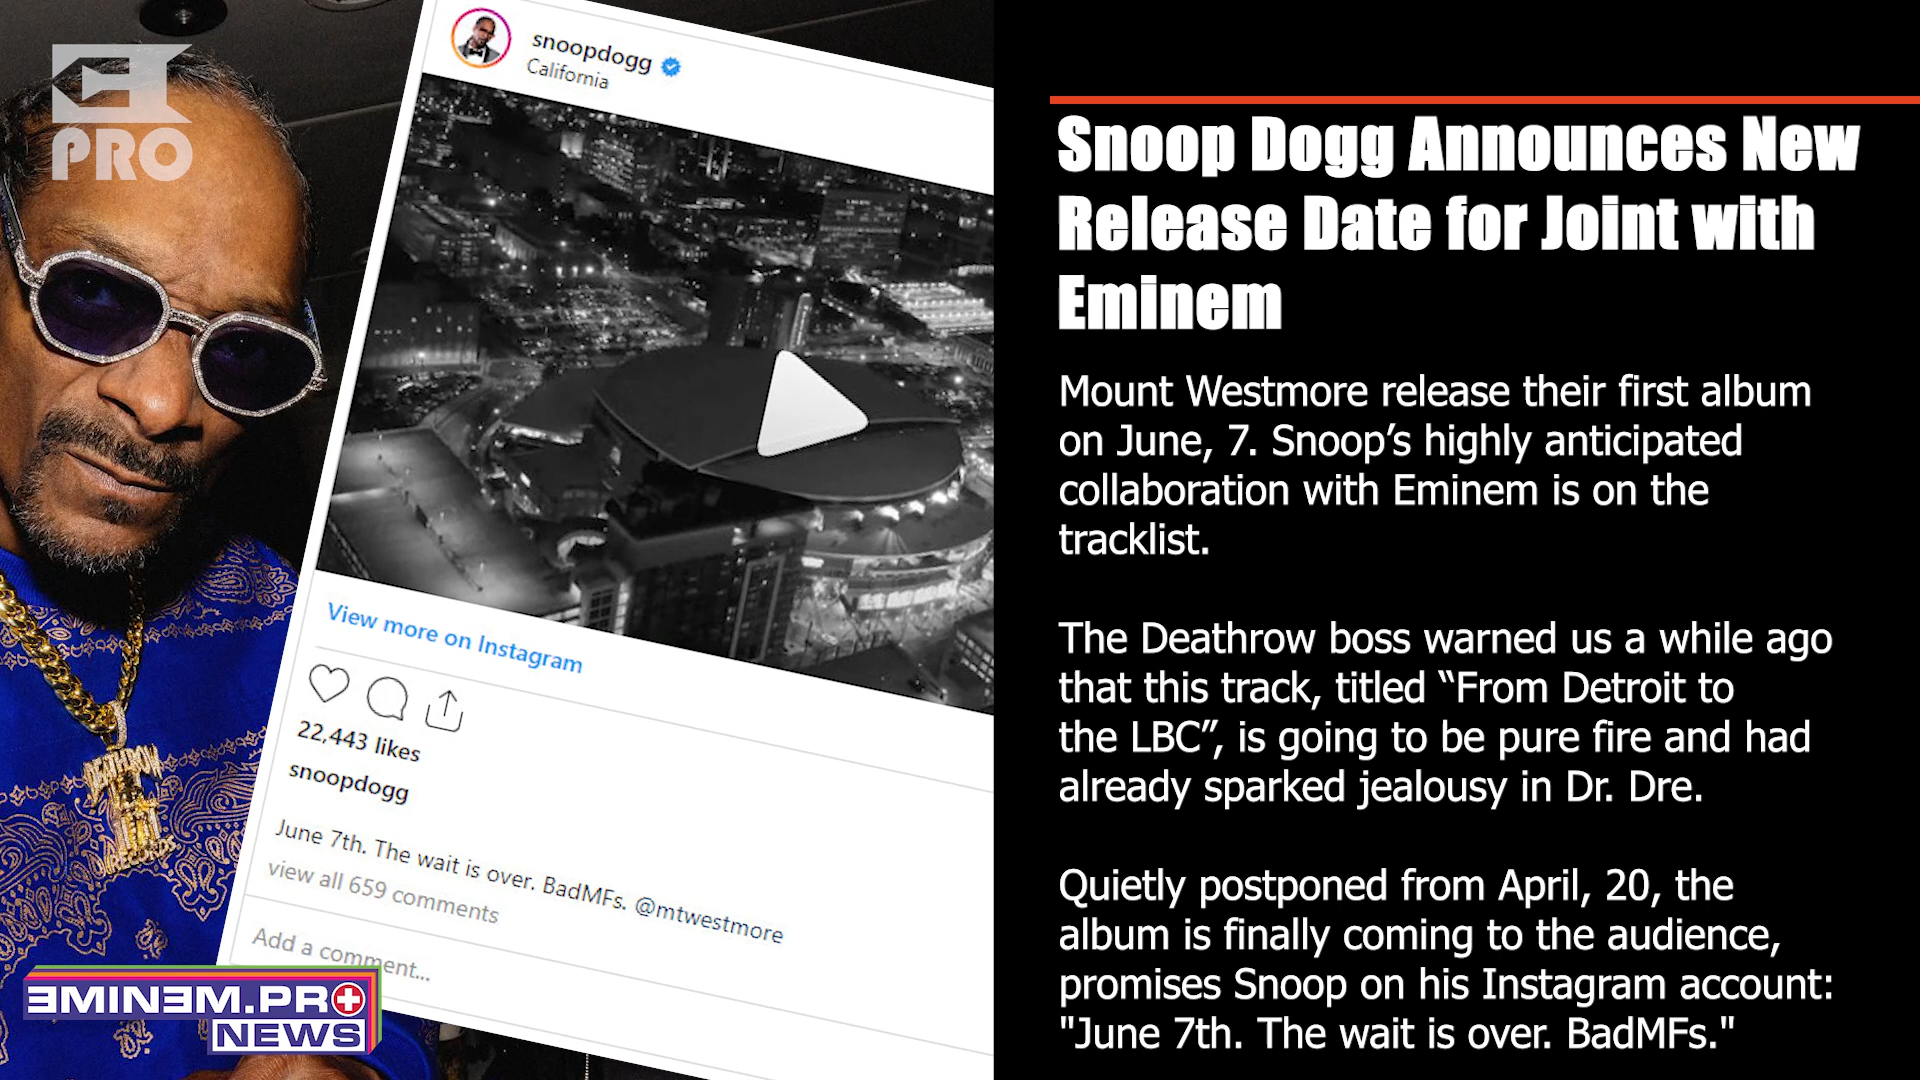 PRO
snoopdogg
California
View more on Instagram
22,443 likes
snoopdogg
June 7th. The wait is over. BadMFs. @mtwestmore
view all 659 comments
Add a comment...
DEATHROW
RECORDS
EMINEM.PRO
NEWS
Snoop Dogg Announces New
Release Date for Joint with
Eminem
Mount Westmore release their first album
on June, 7. Snoop’s highly anticipated
collaboration with Eminem is on the
tracklist.
The Deathrow boss warned us a while ago
that this track, titled “From Detroit to
the LBC”, is going to be pure fire and had
already sparked jealousy in Dr. Dre.
Quietly postponed from April, 20, the
album is finally coming to the audience,
promises Snoop on his Instagram account:
"June 7th. The wait is over. BadMFs."